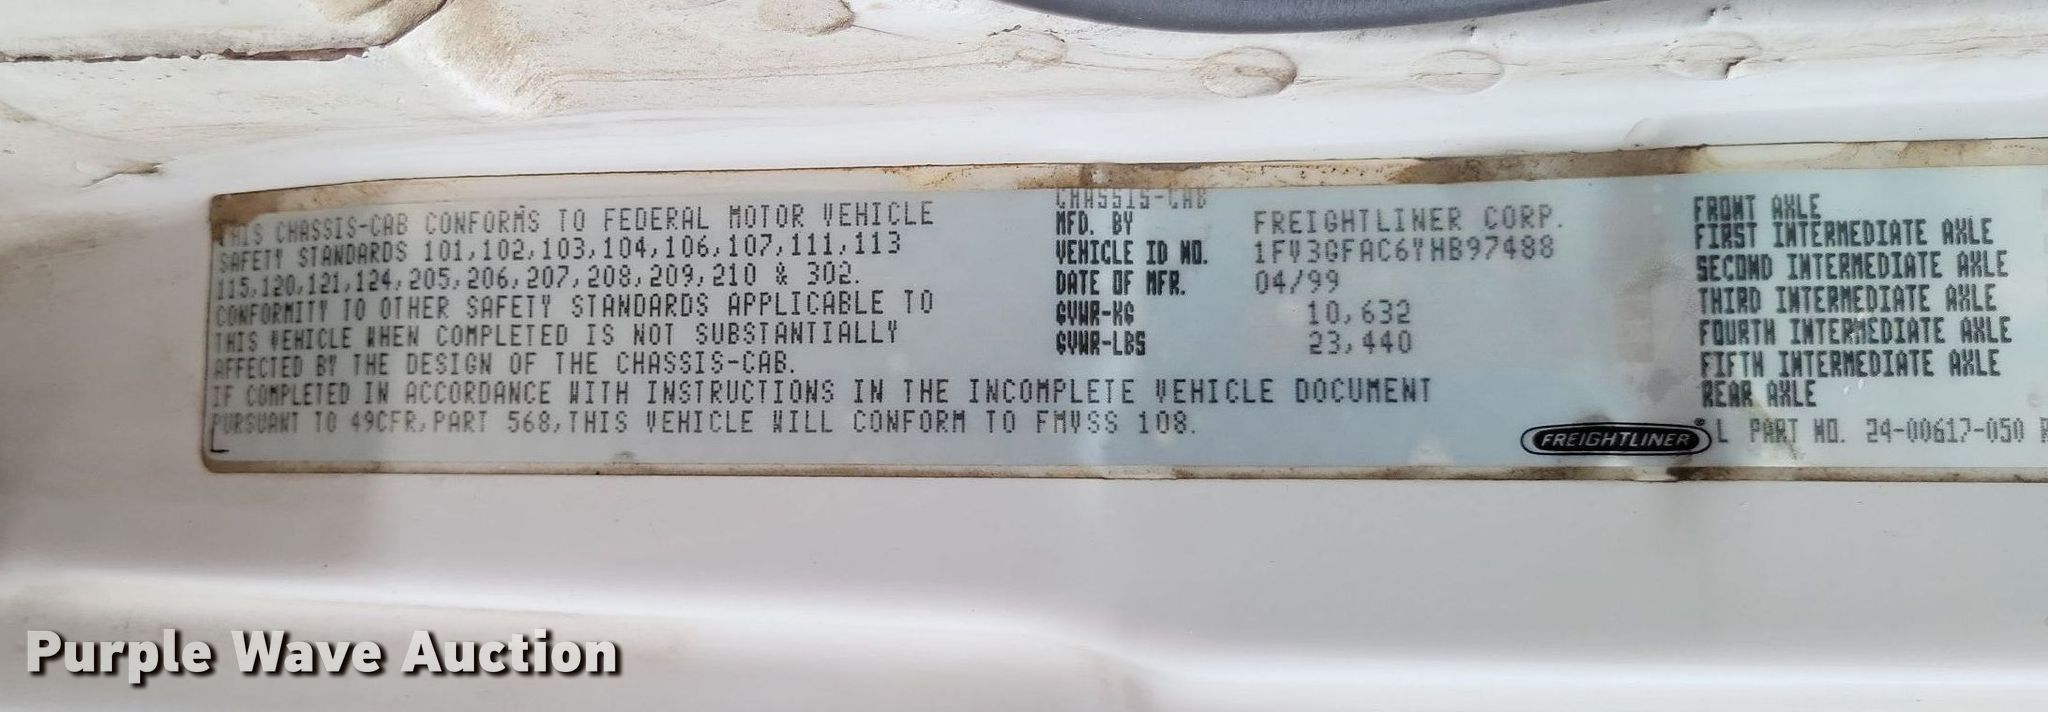 THIS CHASSIS-CAB CONFORMS TO FEDERAL MOTOR VEHICLE
SAFETY STANDARDS 101,102,103,104,106,107,111,113
115,120,121,124,205,206,207,208,209,210 & 302.
CONFORMITY TO OTHER SAFETY STANDARDS APPLICABLE TO
THIS VEHICLE WHEN COMPLETED IS NOT SUBSTANTIALLY
AFFECTED BY THE DESIGN OF THE CHASSIS-CAB.
IF COMPLETED IN ACCORDANCE WITH INSTRUCTIONS IN THE INCOMPLETE VEHICLE DOCUMENT
PURSUANT TO 49CFR,PART 568,THIS VEHICLE WILL CONFORM TO FMVSS 108.
CHASSIS-CAB
MFD. BY FREIGHTLINER CORP.
VEHICLE ID NO. 1FV3GFAC6YHB97488
DATE OF MFR. 04/99
GVWR-KG 10,632
GVWR-LBS 23,440
FRONT AXLE
FIRST INTERMEDIATE AXLE
SECOND INTERMEDIATE AXLE
THIRD INTERMEDIATE AXLE
FOURTH INTERMEDIATE AXLE
FIFTH INTERMEDIATE AXLE
REAR AXLE
FREIGHTLINER® L PART NO. 24-00617-050 R
Purple Wave Auction